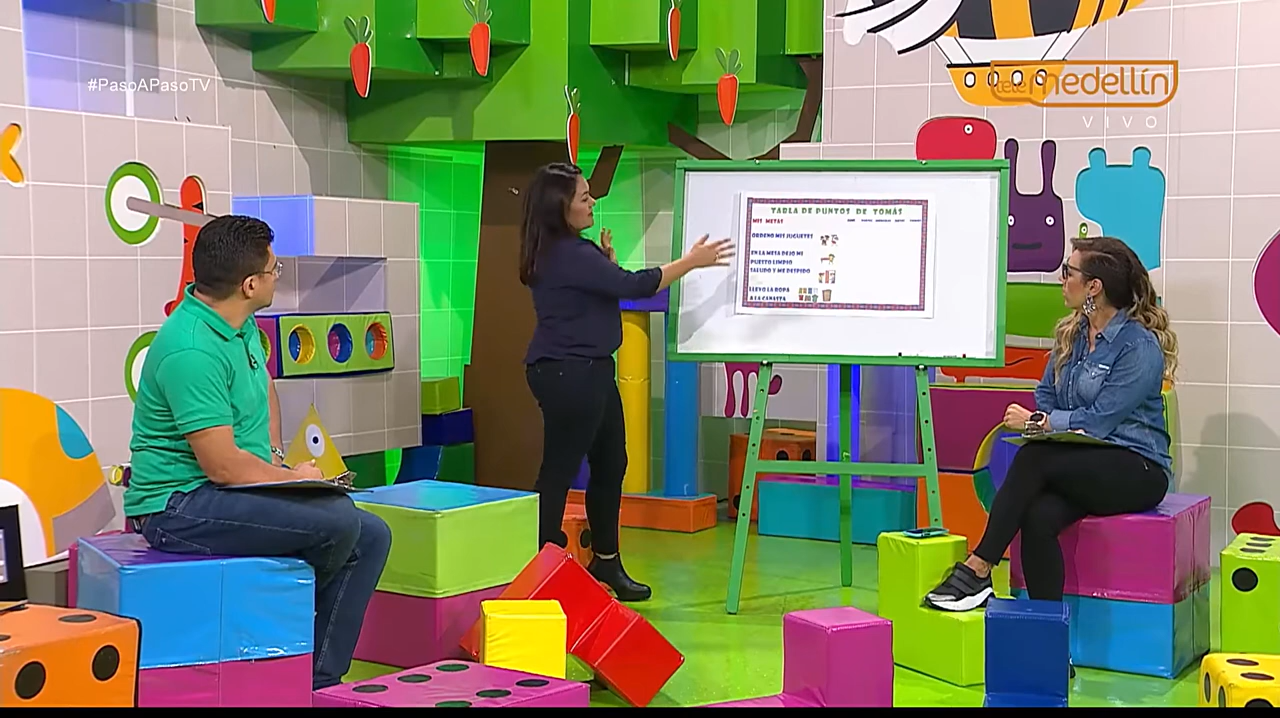 #PasoAPasoTV
tele medellín
VIVO
TABLA DE PUNTOS DE TOMÁS
MIS METAS
ORDENO MIS JUGUETES
EN LA MESA DEJO MI
PUESTO LIMPIO
SALUDO Y ME DESPIDO
LLEVO LA ROPA
A LA CANASTA